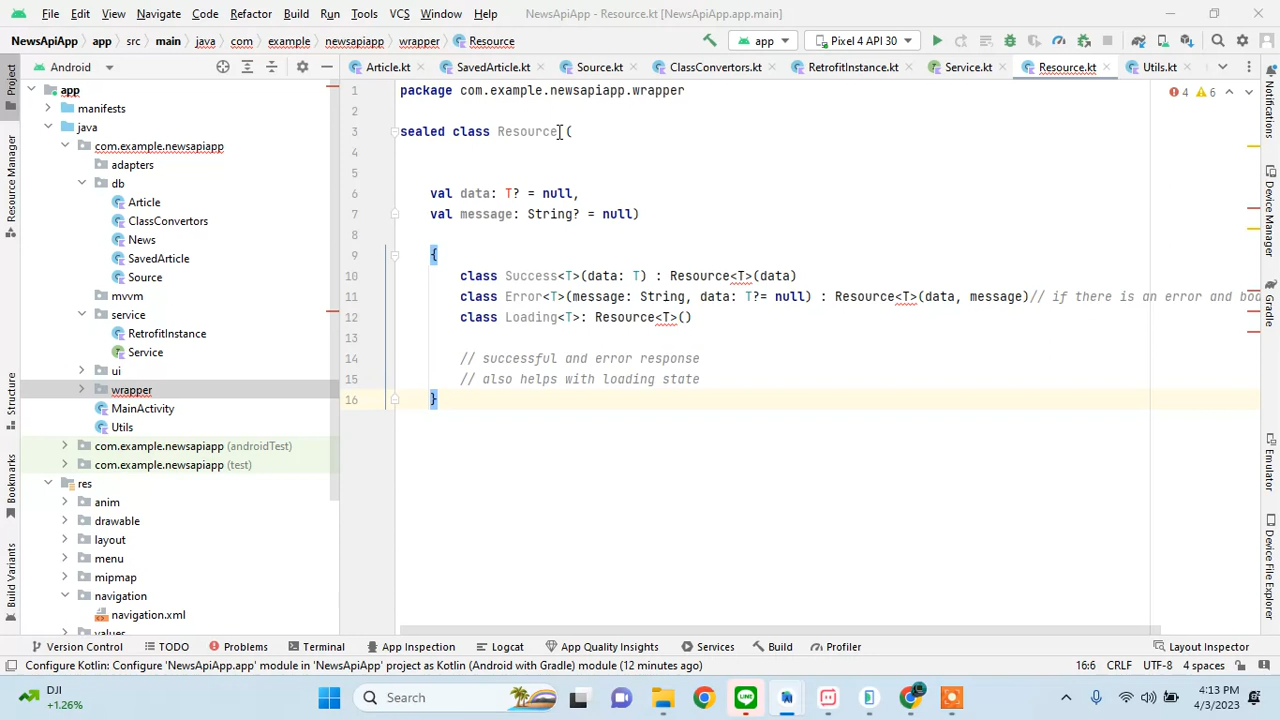 File Edit View Navigate Code Refactor Build Run Tools VCS Window Help NewsApiApp - Resource.kt [NewsApiApp.app.main]
NewsApiApp app src main java com example newsapiapp wrapper Resource app Pixel 4 API 30
Project Android Article.kt SavedArticle.kt Source.kt ClassConvertors.kt RetrofitInstance.kt Service.kt Resource.kt Utils.kt
app
manifests
java
com.example.newsapiapp
adapters
db
Article
ClassConvertors
News
SavedArticle
Source
mvvm
service
RetrofitInstance
Service
ui
wrapper
MainActivity
Utils
com.example.newsapiapp (androidTest)
com.example.newsapiapp (test)
res
anim
drawable
layout
menu
mipmap
navigation
navigation.xml
values
Resource Manager
Structure
Bookmarks
Build Variants
1 package com.example.newsapiapp.wrapper
2
3 sealed class Resource (
4
5
6 val data: T? = null,
7 val message: String? = null)
8
9 {
10 class Success<T>(data: T) : Resource<T>(data)
11 class Error<T>(message: String, data: T?= null) : Resource<T>(data, message)// if there is an error and loa
12 class Loading<T>: Resource<T>()
13
14 // successful and error response
15 // also helps with loading state
16 }
4 6
Notifications
Device Manager
Gradle
Emulator
Device File Explorer
Version Control TODO Problems Terminal App Inspection Logcat App Quality Insights Services Build Profiler Layout Inspector
Configure Kotlin: Configure 'NewsApiApp.app' module in 'NewsApiApp' project as Kotlin (Android with Gradle) module (12 minutes ago) 16:6 CRLF UTF-8 4 spaces
DJI
+1.26%
Search
LINE
4:13 PM
4/3/2023